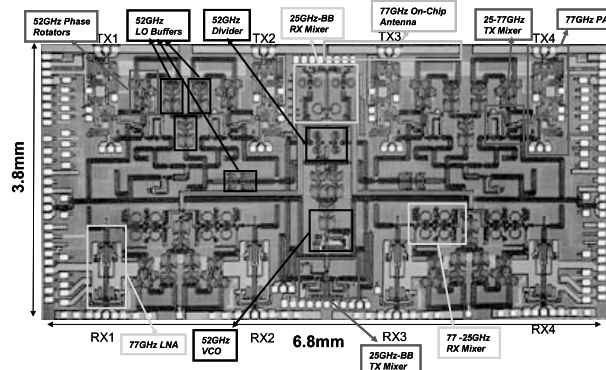 52GHz Phase
Rotators
52GHz
LO Buffers
52GHz
Divider
25GHz-BB
RX Mixer
77GHz On-Chip
Antenna
25-77GHz
TX Mixer
77GHz PA
TX1
TX2
TX3
TX4
3.8mm
RX1
RX2
6.8mm
RX3
RX4
77GHz LNA
52GHz
VCO
25GHz-BB
TX Mixer
77 -25GHz
RX Mixer